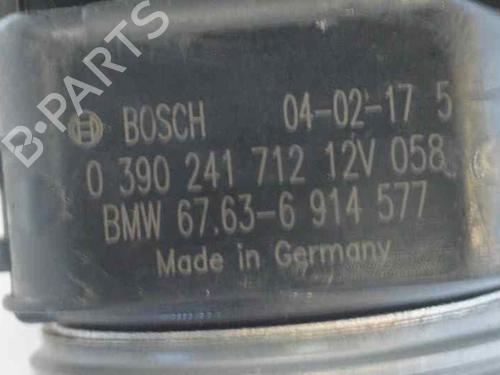 B-PARTS
BOSCH 04-02-17 5
0 390 241 712 12V 058
BMW 67.63-6 914 577
Made in Germany